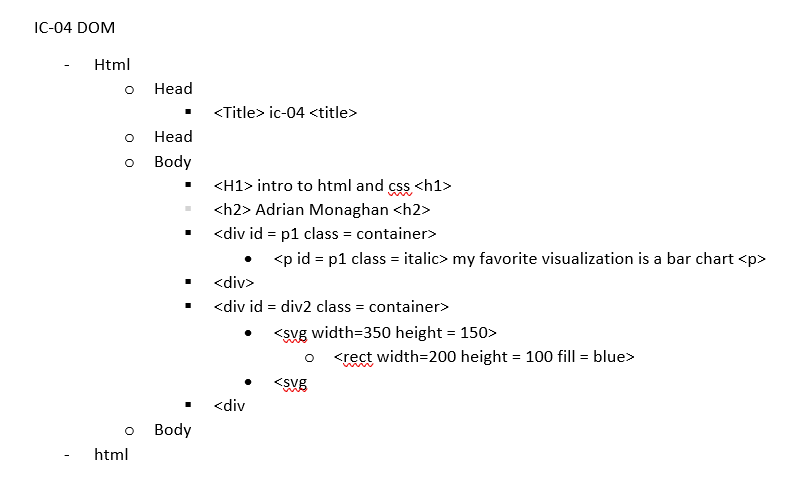 IC-04 DOM
- Html
o Head
▪ <Title> ic-04 <title>
o Head
o Body
▪ <H1> intro to html and css <h1>
▪ <h2> Adrian Monaghan <h2>
▪ <div id = p1 class = container>
• <p id = p1 class = italic> my favorite visualization is a bar chart <p>
▪ <div>
▪ <div id = div2 class = container>
• <svg width=350 height = 150>
o <rect width=200 height = 100 fill = blue>
• <svg
▪ <div
o Body
- html